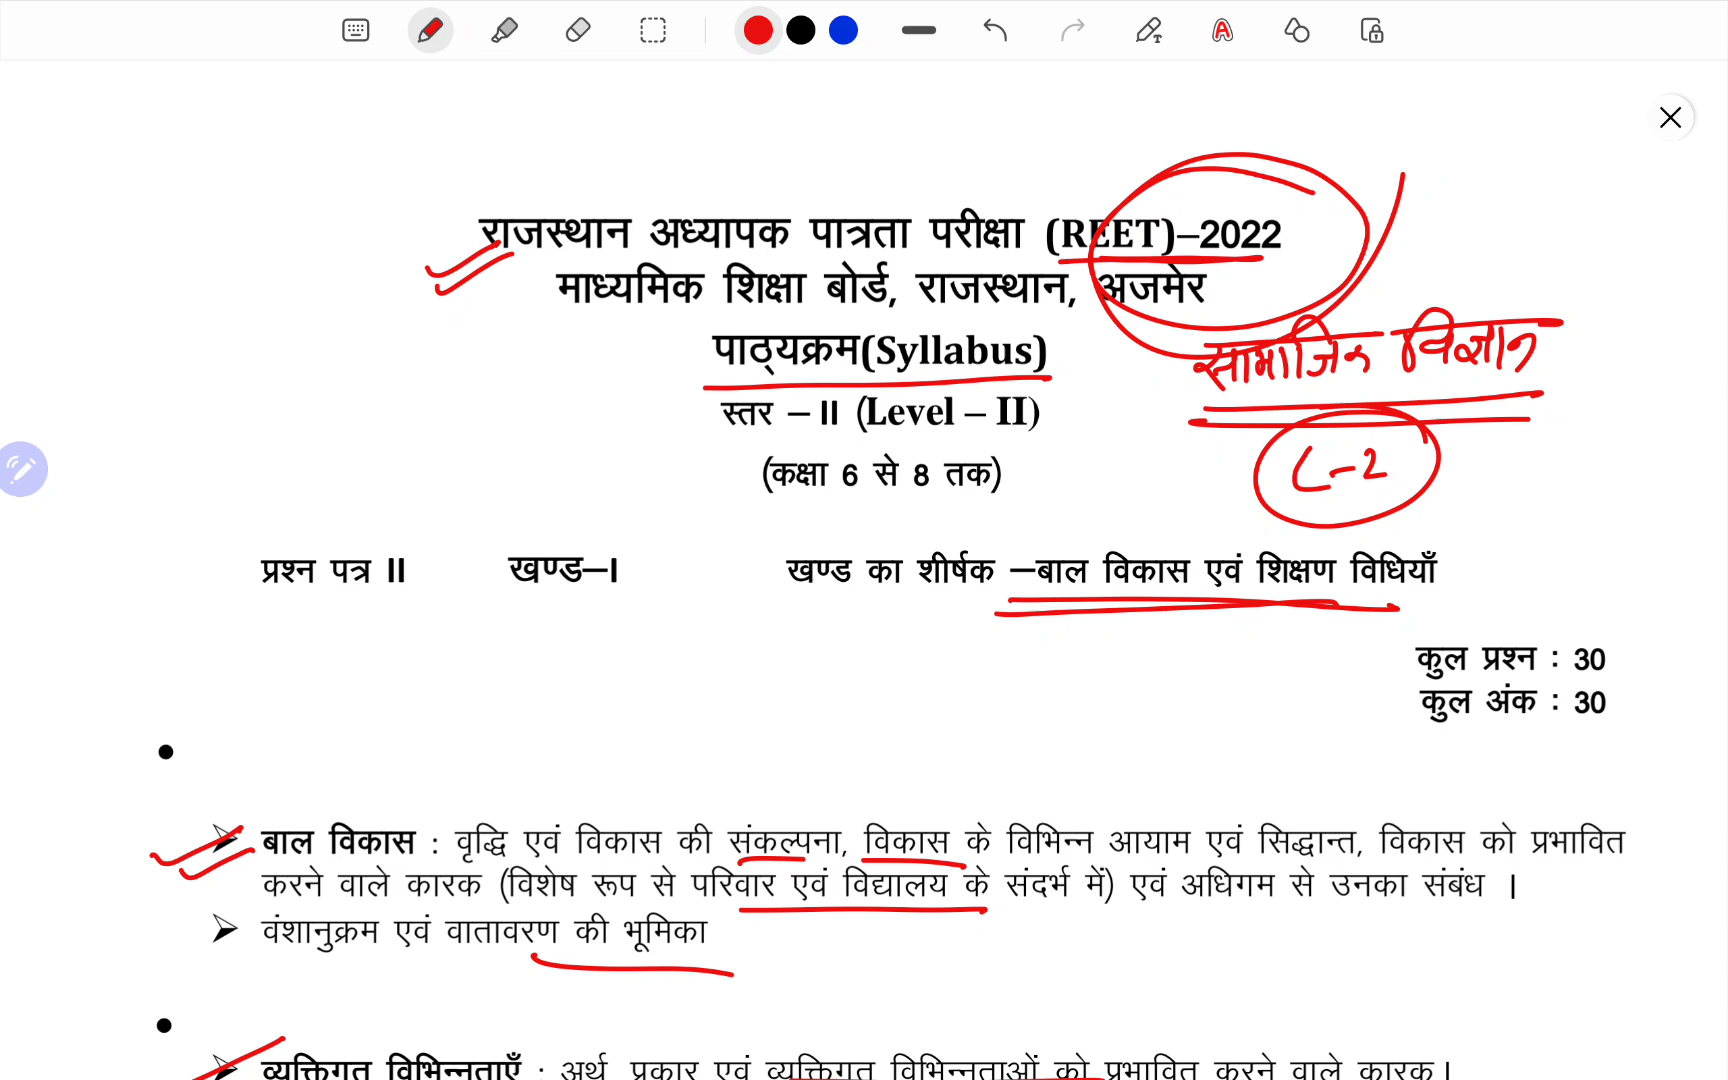 राजस्थान अध्यापक पात्रता परीक्षा (REET)–2022
माध्यमिक शिक्षा बोर्ड, राजस्थान, अजमेर
पाठ्यक्रम(Syllabus)
सामाजिक विज्ञान
स्तर – II (Level – II)
L-2
(कक्षा 6 से 8 तक)
प्रश्न पत्र II खण्ड–I खण्ड का शीर्षक –बाल विकास एवं शिक्षण विधियाँ
कुल प्रश्न : 30
कुल अंक : 30
बाल विकास : वृद्धि एवं विकास की संकल्पना, विकास के विभिन्न आयाम एवं सिद्धान्त, विकास को प्रभावित
करने वाले कारक (विशेष रूप से परिवार एवं विद्यालय के संदर्भ में) एवं अधिगम से उनका संबंध ।
वंशानुक्रम एवं वातावरण की भूमिका
व्यक्तिगत विभिन्नताएँ : अर्थ, प्रकार एवं व्यक्तिगत विभिन्नताओं को प्रभावित करने वाले कारक।